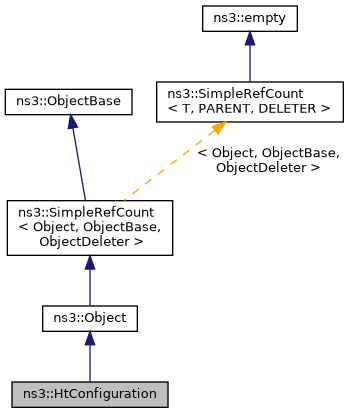 ns3::empty
ns3::SimpleRefCount
< T, PARENT, DELETER >
ns3::ObjectBase
< Object, ObjectBase,
ObjectDeleter >
ns3::SimpleRefCount
< Object, ObjectBase,
ObjectDeleter >
ns3::Object
ns3::HtConfiguration